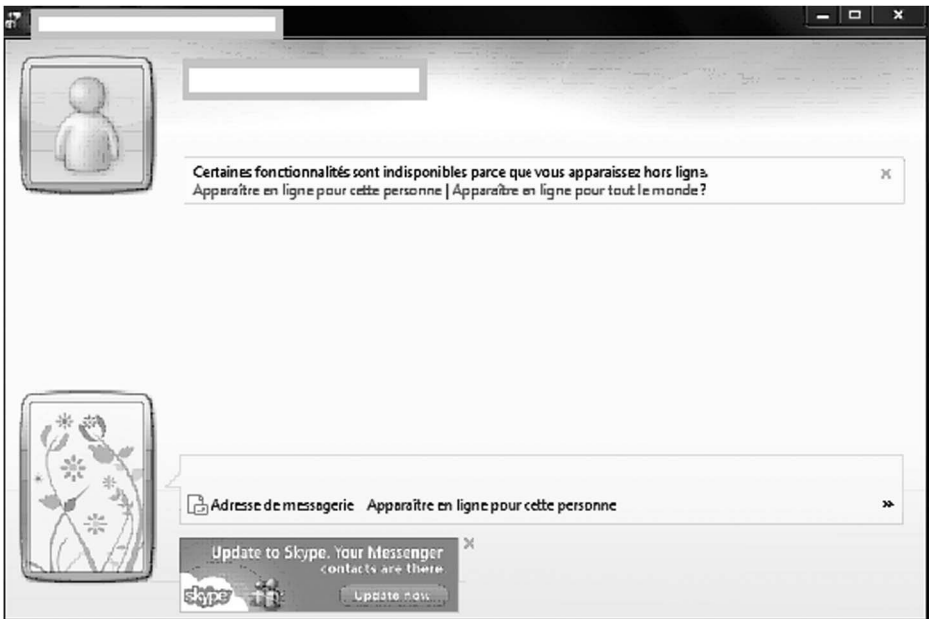 Certaines fonctionnalités sont indisponibles parce que vous apparaissez hors ligne.
Apparaître en ligne pour cette personne | Apparaître en ligne pour tout le monde ?
Adresse de messagerie Apparaître en ligne pour cette personne »
Update to Skype. Your Messenger
contacts are there
skype
Update now